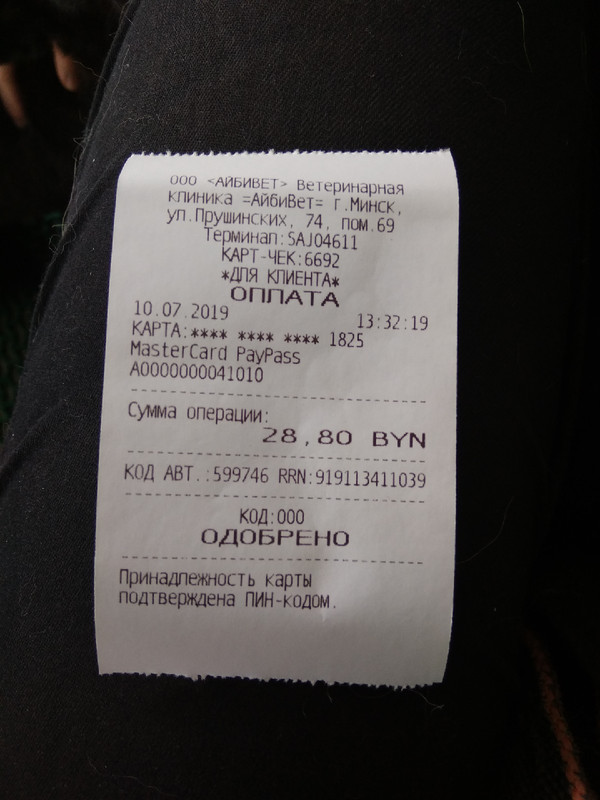 ООО <АЙБИВЕТ> Ветеринарная
клиника =АйбиВет= г.Минск,
ул.Прушинских, 74, пом.69
Терминал:SAJ04611
КАРТ-ЧЕК:6692
*ДЛЯ КЛИЕНТА*
ОПЛАТА
10.07.2019 13:32:19
КАРТА:**** **** **** 1825
MasterCard PayPass
A0000000041010
Сумма операции:
28,80 BYN
КОД АВТ.:599746 RRN:919113411039
КОД:000
ОДОБРЕНО
Принадлежность карты
подтверждена ПИН-кодом.